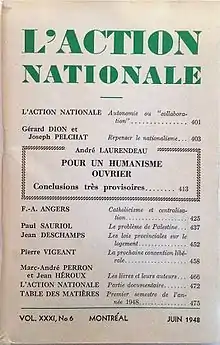 L'ACTION
NATIONALE
L'ACTION NATIONALE Autonomie ou "collabora-
tion" 401
Gérard DION et
Joseph PELCHAT Repenser le nationalisme 403
André LAURENDEAU
POUR UN HUMANISME
OUVRIER
Conclusions très provisoires 413
F.-A. ANGERS Catholicisme et centralisa-
tion 425
Paul SAURIOL Le problème de Palestine 437
Jean DESCHAMPS Les lois provinciales sur le
logement 452
Pierre VIGEANT La prochaine convention libé-
rale 458
Marc-André PERRON
et Jean HÉROUX Les livres et leurs auteurs 466
L'ACTION NATIONALE Partie documentaire 472
TABLE DES MATIÈRES Premier semestre de l'an-
née 1948 475
VOL. XXXI, No 6 MONTRÉAL JUIN 1948